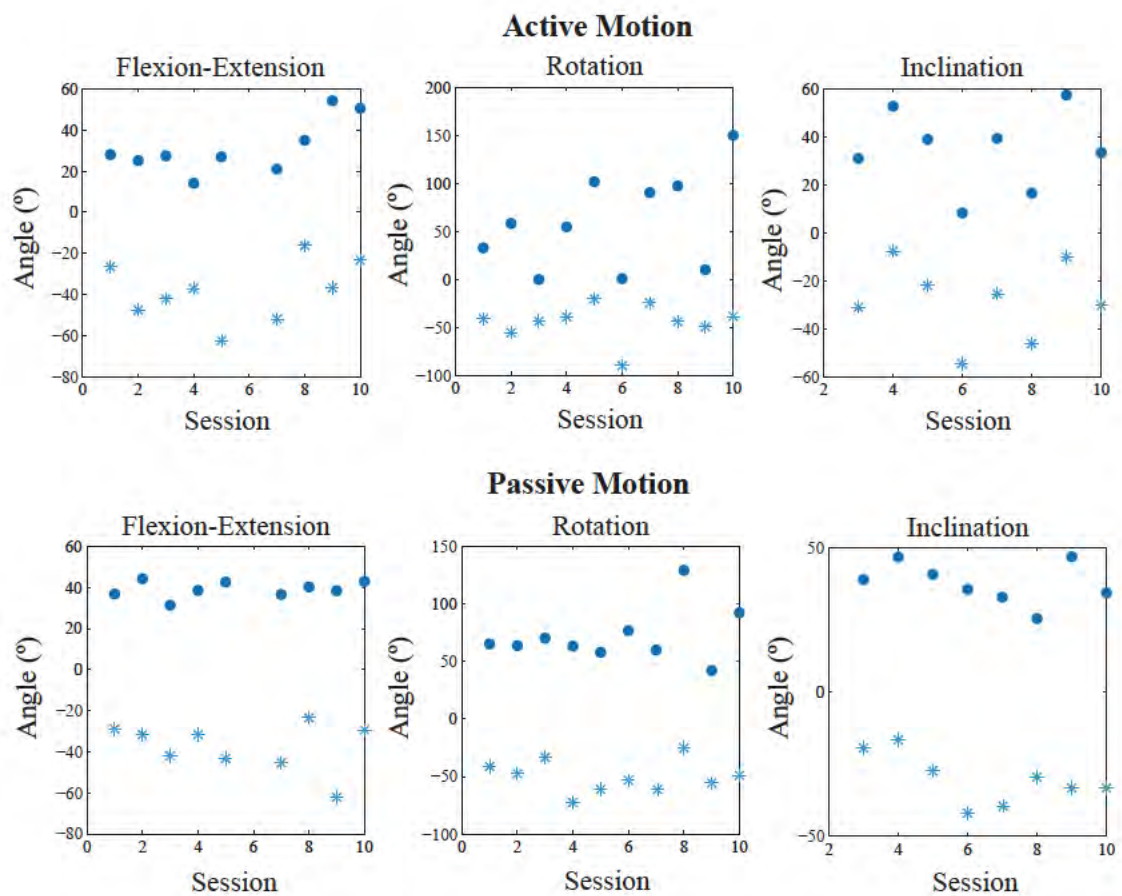 Active Motion
Flexion-Extension
60
40
20
0
−20
−40
−60
−80
0 2 4 6 8 10
Angle (º)
Session
Rotation
200
150
100
50
0
−50
−100
0 2 4 6 8 10
Angle (º)
Session
Inclination
60
40
20
0
−20
−40
−60
2 4 6 8 10
Angle (º)
Session
Passive Motion
Flexion-Extension
60
40
20
0
−20
−40
−60
−80
0 2 4 6 8 10
Angle (º)
Session
Rotation
150
100
50
0
−50
−100
0 2 4 6 8 10
Angle (º)
Session
Inclination
50
0
−50
2 4 6 8 10
Angle (º)
Session